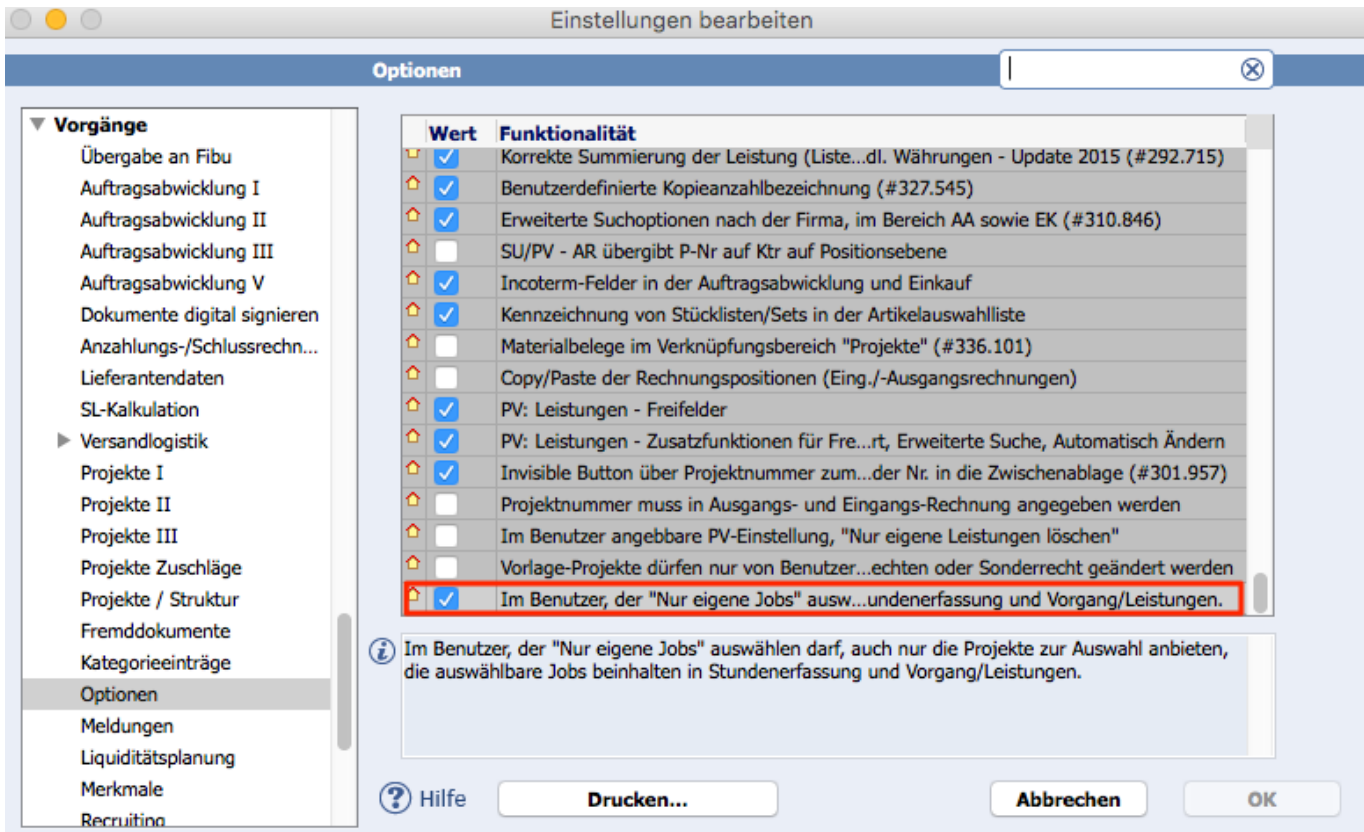 Einstellungen bearbeiten
Optionen
Vorgänge
Übergabe an Fibu
Auftragsabwicklung I
Auftragsabwicklung II
Auftragsabwicklung III
Auftragsabwicklung V
Dokumente digital signieren
Anzahlungs-/Schlussrechn...
Lieferantendaten
SL-Kalkulation
Versandlogistik
Projekte I
Projekte II
Projekte III
Projekte Zuschläge
Projekte / Struktur
Fremddokumente
Kategorieeinträge
Optionen
Meldungen
Liquiditätsplanung
Merkmale
Recruiting
Wert Funktionalität
Korrekte Summierung der Leistung (Liste...dl. Währungen - Update 2015 (#292.715)
Benutzerdefinierte Kopieanzahlbezeichnung (#327.545)
Erweiterte Suchoptionen nach der Firma, im Bereich AA sowie EK (#310.846)
SU/PV - AR übergibt P-Nr auf Ktr auf Positionsebene
Incoterm-Felder in der Auftragsabwicklung und Einkauf
Kennzeichnung von Stücklisten/Sets in der Artikelauswahlliste
Materialbelege im Verknüpfungsbereich "Projekte" (#336.101)
Copy/Paste der Rechnungspositionen (Eing./-Ausgangsrechnungen)
PV: Leistungen - Freifelder
PV: Leistungen - Zusatzfunktionen für Fre...rt, Erweiterte Suche, Automatisch Ändern
Invisible Button über Projektnummer zum...der Nr. in die Zwischenablage (#301.957)
Projektnummer muss in Ausgangs- und Eingangs-Rechnung angegeben werden
Im Benutzer angebbare PV-Einstellung, "Nur eigene Leistungen löschen"
Vorlage-Projekte dürfen nur von Benutzer...echten oder Sonderrecht geändert werden
Im Benutzer, der "Nur eigene Jobs" ausw...undenerfassung und Vorgang/Leistungen.
Im Benutzer, der "Nur eigene Jobs" auswählen darf, auch nur die Projekte zur Auswahl anbieten,
die auswählbare Jobs beinhalten in Stundenerfassung und Vorgang/Leistungen.
? Hilfe
Drucken...
Abbrechen
OK